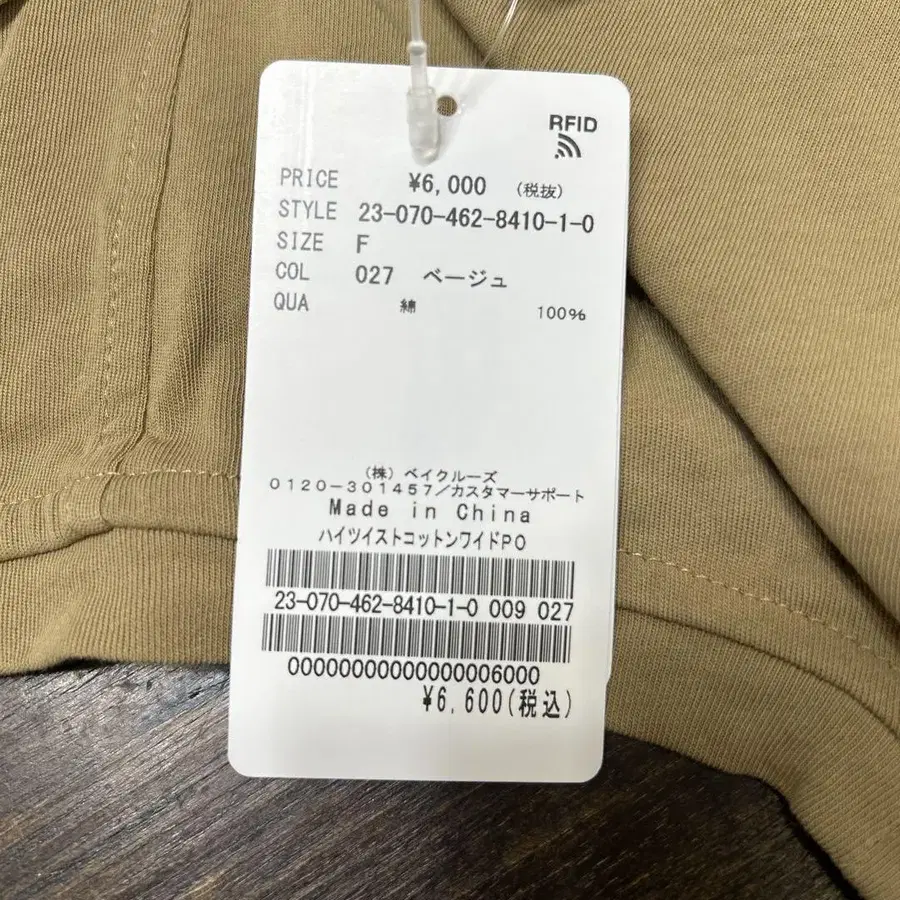 RFID
PRICE ¥6,000 (税抜)
STYLE 23-070-462-8410-1-0
SIZE F
COL 027 ベージュ
QUA 綿 100%
(株) ベイクルーズ
0120-301457/カスタマーサポート
Made in China
ハイツイストコットンワイドPO
23-070-462-8410-1-0 009 027
00000000000000006000
¥6,600(税込)